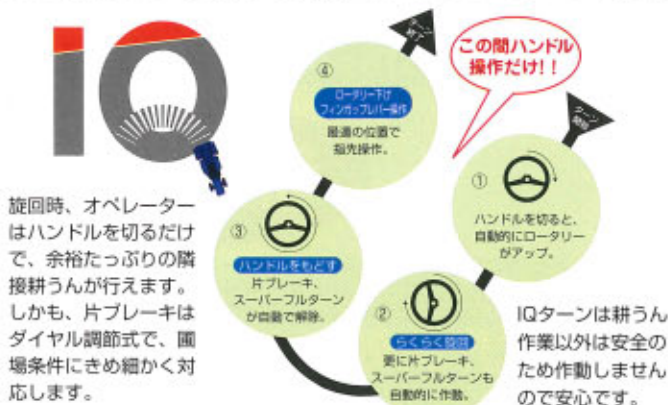 IQ
旋回時、オペレーター
はハンドルを切るだけ
で、余裕たっぷりの隣
接耕うんが行えます。
しかも、片ブレーキは
ダイヤル調節式で、圃
場条件にきめ細かく対
応します。
この間ハンドル
操作だけ!!
ターン
開始
①
ハンドルを切ると、
自動的にロータリー
がアップ。
②
らくらく旋回
更に片ブレーキ、
スーパーフルターンも
自動的に作動。
③
ハンドルをもどす
片ブレーキ、
スーパーフルターン
が自動で解除。
④
ロータリー下げ
フィンガップレバー操作
最適の位置で
指先操作。
ターン
終了
IQターンは耕うん
作業以外は安全の
ため作動しません
ので安心です。